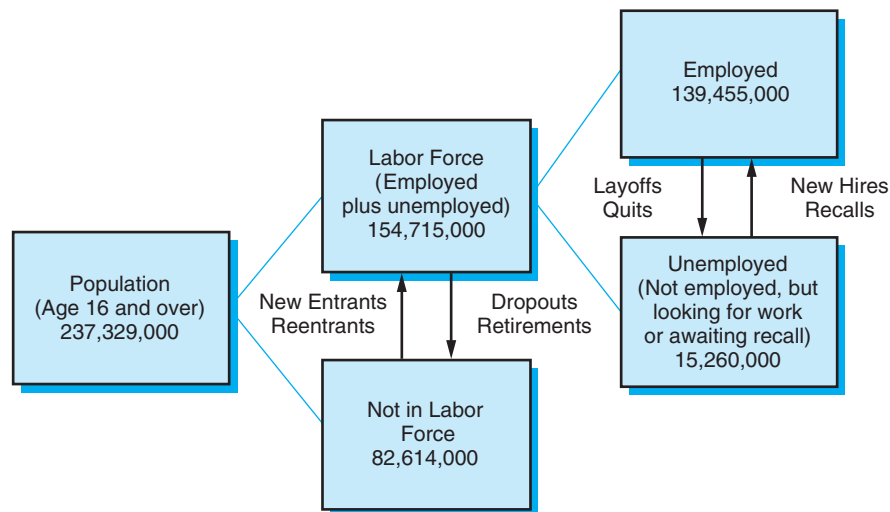 Population
(Age 16 and over)
237,329,000
Labor Force
(Employed
plus unemployed)
154,715,000
New Entrants
Reentrants
Dropouts
Retirements
Not in Labor
Force
82,614,000
Employed
139,455,000
Layoffs
Quits
New Hires
Recalls
Unemployed
(Not employed, but
looking for work
or awaiting recall)
15,260,000